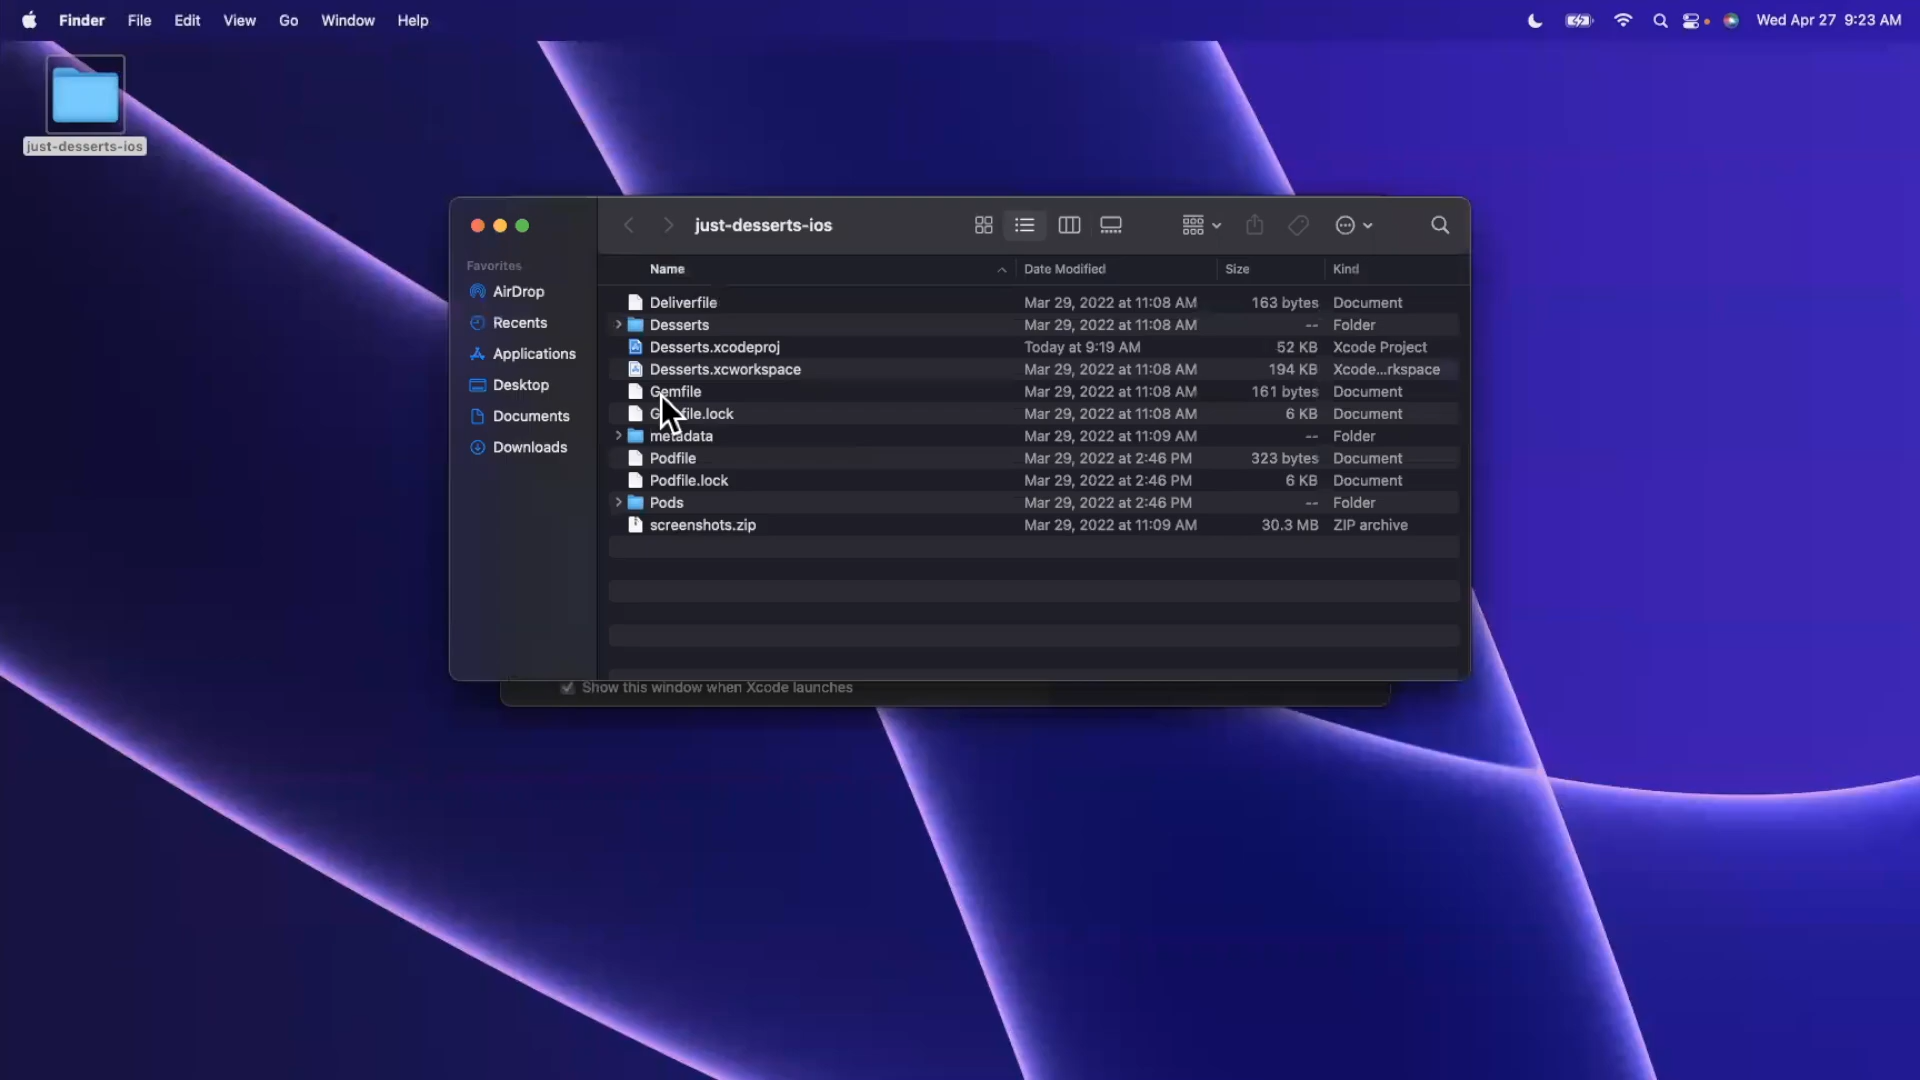 Finder File Edit View Go Window Help Wed Apr 27 9:23 AM
just-desserts-ios
just-desserts-ios
Favorites
AirDrop
Recents
Applications
Desktop
Documents
Downloads
Name Date Modified Size Kind
Deliverfile Mar 29, 2022 at 11:08 AM 163 bytes Document
Desserts Mar 29, 2022 at 11:08 AM -- Folder
Desserts.xcodeproj Today at 9:19 AM 52 KB Xcode Project
Desserts.xcworkspace Mar 29, 2022 at 11:08 AM 194 KB Xcode...rkspace
Gemfile Mar 29, 2022 at 11:08 AM 161 bytes Document
Gemfile.lock Mar 29, 2022 at 11:08 AM 6 KB Document
metadata Mar 29, 2022 at 11:09 AM -- Folder
Podfile Mar 29, 2022 at 2:46 PM 323 bytes Document
Podfile.lock Mar 29, 2022 at 2:46 PM 6 KB Document
Pods Mar 29, 2022 at 2:46 PM -- Folder
screenshots.zip Mar 29, 2022 at 11:09 AM 30.3 MB ZIP archive
Show this window when Xcode launches